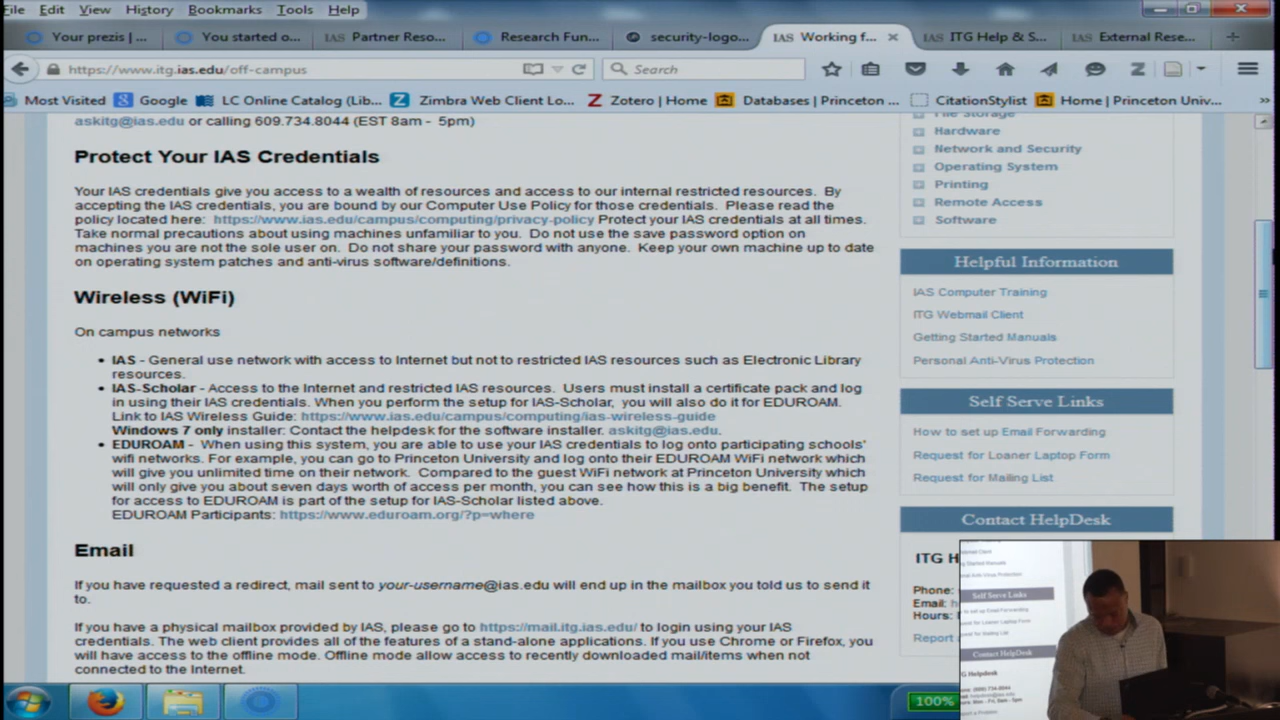 File Edit View History Bookmarks Tools Help
Your prezis | ... You started o... IAS Partner Reso... Research Fun... security-logo... IAS Working f... IAS ITG Help & S... IAS External Rese...
https://www.itg.ias.edu/off-campus Search
Most Visited Google LC Online Catalog (Lib... Zimbra Web Client Lo... Zotero | Home Databases | Princeton ... CitationStylist Home | Princeton Univ...
askitg@ias.edu or calling 609.734.8044 (EST 8am - 5pm)
Protect Your IAS Credentials
Your IAS credentials give you access to a wealth of resources and access to our internal restricted resources. By
accepting the IAS credentials, you are bound by our Computer Use Policy for those credentials. Please read the
policy located here: https://www.ias.edu/campus/computing/privacy-policy Protect your IAS credentials at all times.
Take normal precautions about using machines unfamiliar to you. Do not use the save password option on
machines you are not the sole user on. Do not share your password with anyone. Keep your own machine up to date
on operating system patches and anti-virus software/definitions.
Wireless (WiFi)
On campus networks
• IAS - General use network with access to Internet but not to restricted IAS resources such as Electronic Library
resources.
• IAS-Scholar - Access to the Internet and restricted IAS resources. Users must install a certificate pack and log
in using their IAS credentials. When you perform the setup for IAS-Scholar, you will also do it for EDUROAM.
Link to IAS Wireless Guide: https://www.ias.edu/campus/computing/ias-wireless-guide
Windows 7 only installer: Contact the helpdesk for the software installer. askitg@ias.edu.
• EDUROAM - When using this system, you are able to use your IAS credentials to log onto participating schools'
wifi networks. For example, you can go to Princeton University and log onto their EDUROAM WiFi network which
will give you unlimited time on their network. Compared to the guest WiFi network at Princeton University which
will only give you about seven days worth of access per month, you can see how this is a big benefit. The setup
for access to EDUROAM is part of the setup for IAS-Scholar listed above.
EDUROAM Participants: https://www.eduroam.org/?p=where
Email
If you have requested a redirect, mail sent to your-username@ias.edu will end up in the mailbox you told us to send it
to.
If you have a physical mailbox provided by IAS, please go to https://mail.itg.ias.edu/ to login using your IAS
credentials. The web client provides all of the features of a stand-alone applications. If you use Chrome or Firefox, you
will have access to the offline mode. Offline mode allow access to recently downloaded mail/items when not
connected to the Internet.
File Storage
Hardware
Network and Security
Operating System
Printing
Remote Access
Software
Helpful Information
IAS Computer Training
ITG Webmail Client
Getting Started Manuals
Personal Anti-Virus Protection
Self Serve Links
How to set up Email Forwarding
Request for Loaner Laptop Form
Request for Mailing List
Contact HelpDesk
ITG H
Phone:
Email: h
Hours:
Report
100%
Self Serve Links
Contact HelpDesk